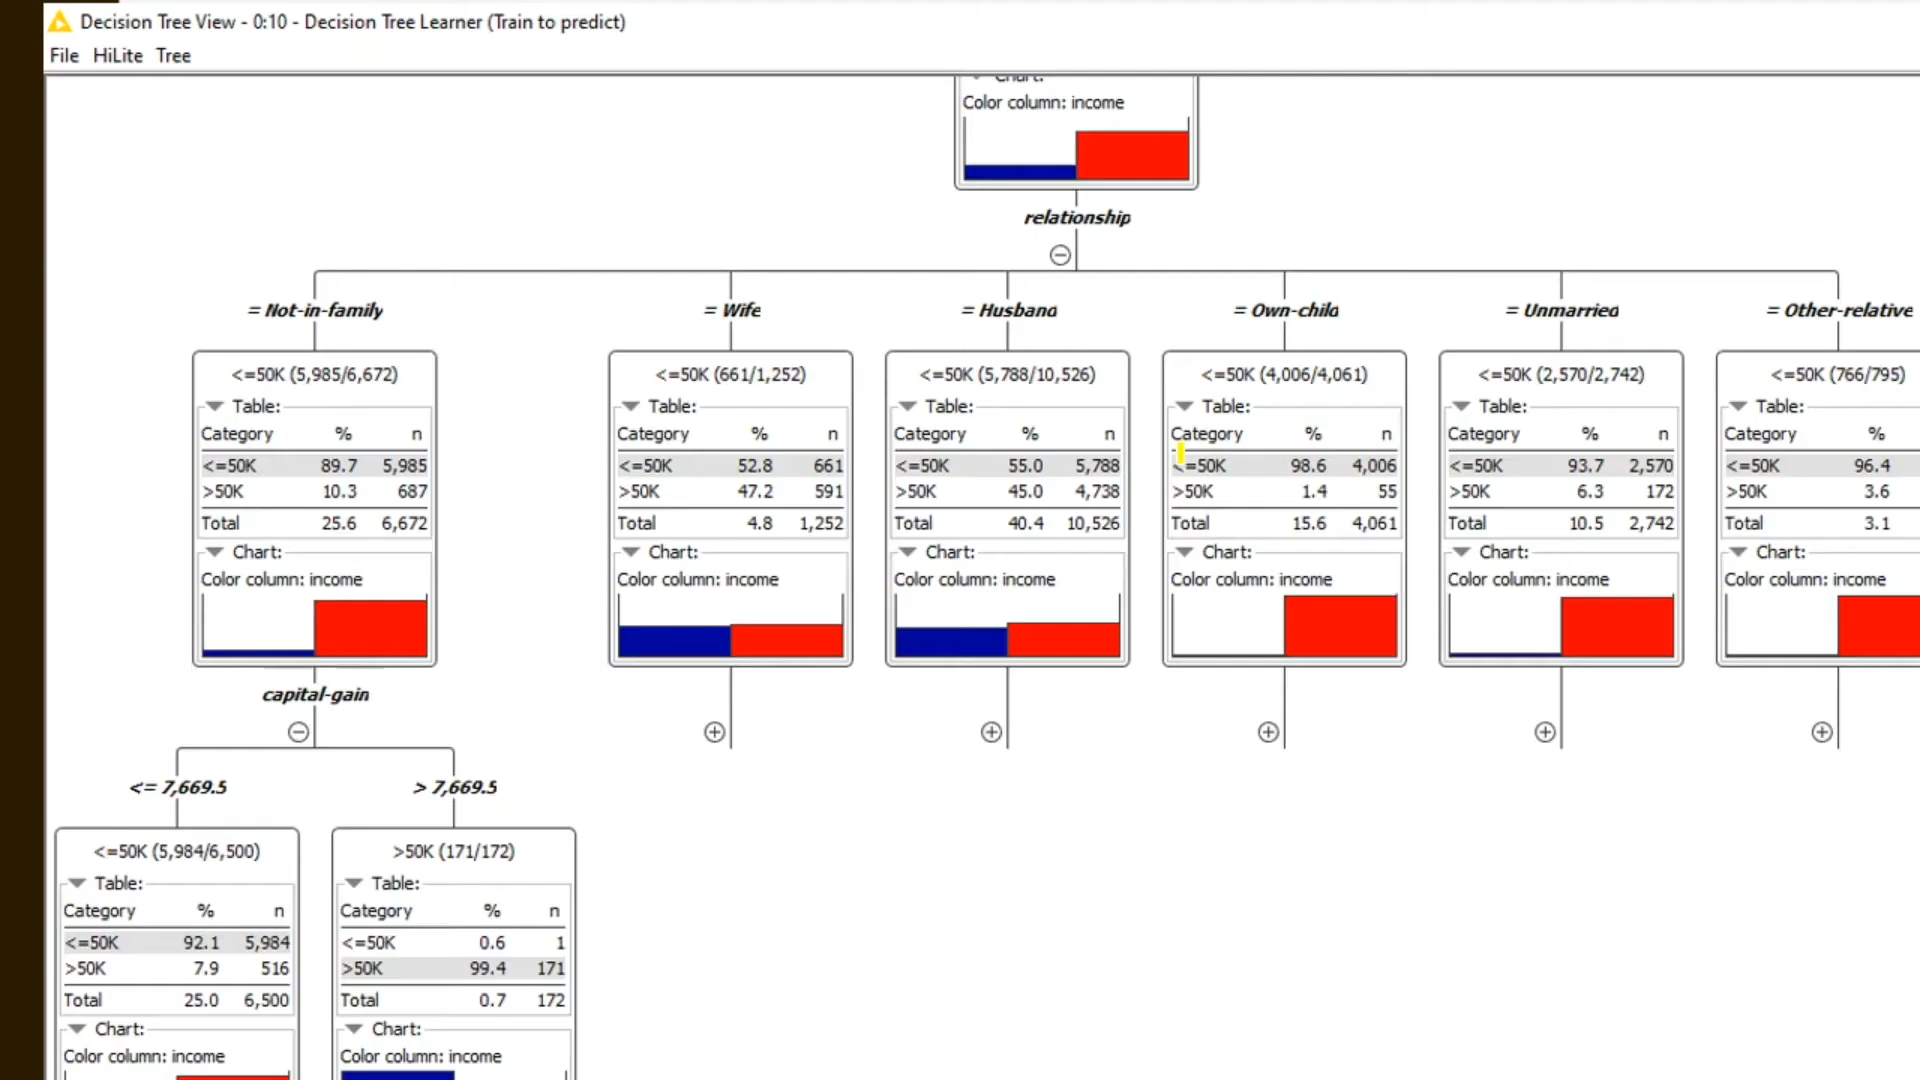 Decision Tree View - 0:10 - Decision Tree Learner (Train to predict)
File HiLite Tree
Chart:
Color column: income
relationship
= Not-in-family
= Wife
= Husband
= Own-child
= Unmarried
= Other-relative
<=50K (5,985/6,672)
Table:
Category % n
<=50K 89.7 5,985
>50K 10.3 687
Total 25.6 6,672
Chart:
Color column: income
<=50K (661/1,252)
Table:
Category % n
<=50K 52.8 661
>50K 47.2 591
Total 4.8 1,252
Chart:
Color column: income
<=50K (5,788/10,526)
Table:
Category % n
<=50K 55.0 5,788
>50K 45.0 4,738
Total 40.4 10,526
Chart:
Color column: income
<=50K (4,006/4,061)
Table:
Category % n
<=50K 98.6 4,006
>50K 1.4 55
Total 15.6 4,061
Chart:
Color column: income
<=50K (2,570/2,742)
Table:
Category % n
<=50K 93.7 2,570
>50K 6.3 172
Total 10.5 2,742
Chart:
Color column: income
<=50K (766/795)
Table:
Category %
<=50K 96.4
>50K 3.6
Total 3.1
Chart:
Color column: income
capital-gain
<= 7,669.5
> 7,669.5
<=50K (5,984/6,500)
Table:
Category % n
<=50K 92.1 5,984
>50K 7.9 516
Total 25.0 6,500
Chart:
Color column: income
>50K (171/172)
Table:
Category % n
<=50K 0.6 1
>50K 99.4 171
Total 0.7 172
Chart:
Color column: income